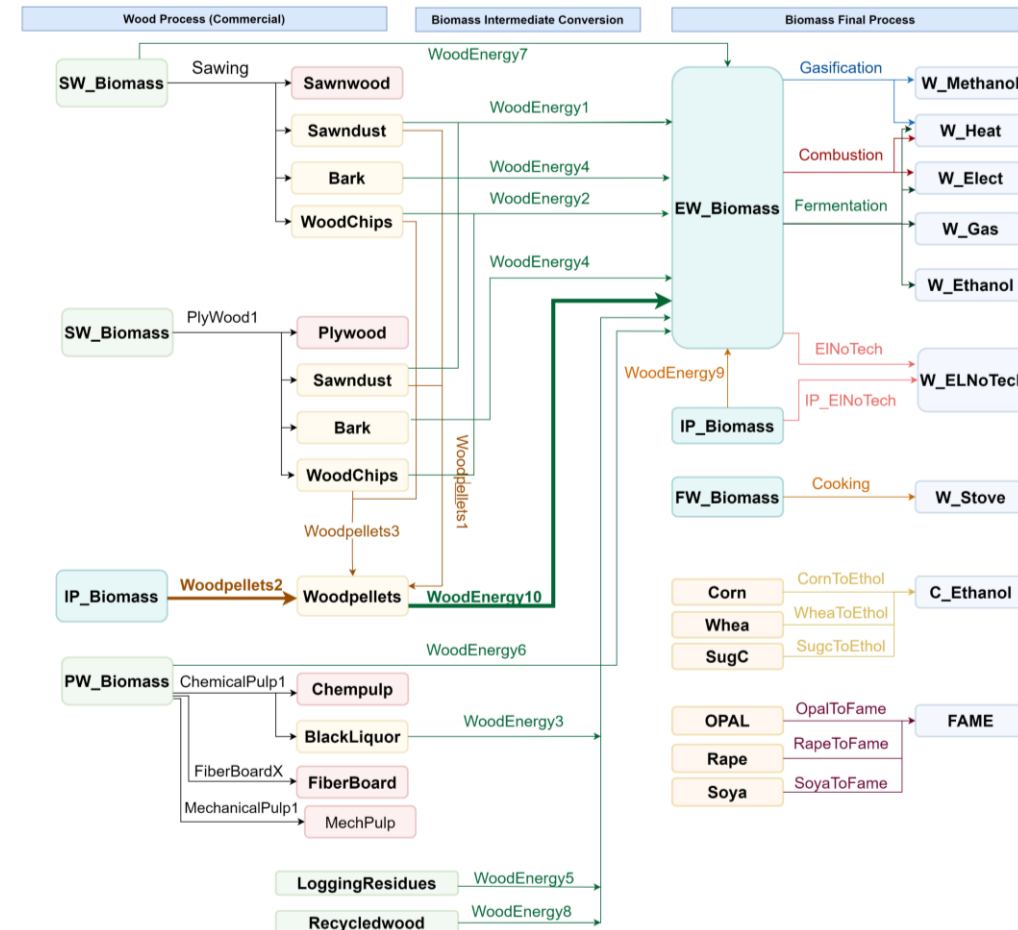 Wood Process (Commercial)
Biomass Intermediate Conversion
Biomass Final Process
SW_Biomass
Sawing
Sawnwood
Sawndust
Bark
WoodChips
WoodEnergy7
WoodEnergy1
WoodEnergy4
WoodEnergy2
WoodEnergy4
EW_Biomass
Gasification
Combustion
Fermentation
W_Methanol
W_Heat
W_Elect
W_Gas
W_Ethanol
SW_Biomass
PlyWood1
Plywood
Sawndust
Bark
WoodChips
Woodpellets1
Woodpellets3
WoodEnergy9
ElNoTech
IP_ElNoTech
W_ELNoTech
IP_Biomass
FW_Biomass
Cooking
W_Stove
IP_Biomass
Woodpellets2
Woodpellets
WoodEnergy10
Corn
Whea
SugC
CornToEthol
WheaToEthol
SugcToEthol
C_Ethanol
WoodEnergy6
PW_Biomass
ChemicalPulp1
Chempulp
BlackLiquor
WoodEnergy3
FiberBoardX
FiberBoard
MechanicalPulp1
MechPulp
OPAL
Rape
Soya
OpalToFame
RapeToFame
SoyaToFame
FAME
LoggingResidues
WoodEnergy5
Recycledwood
WoodEnergy8